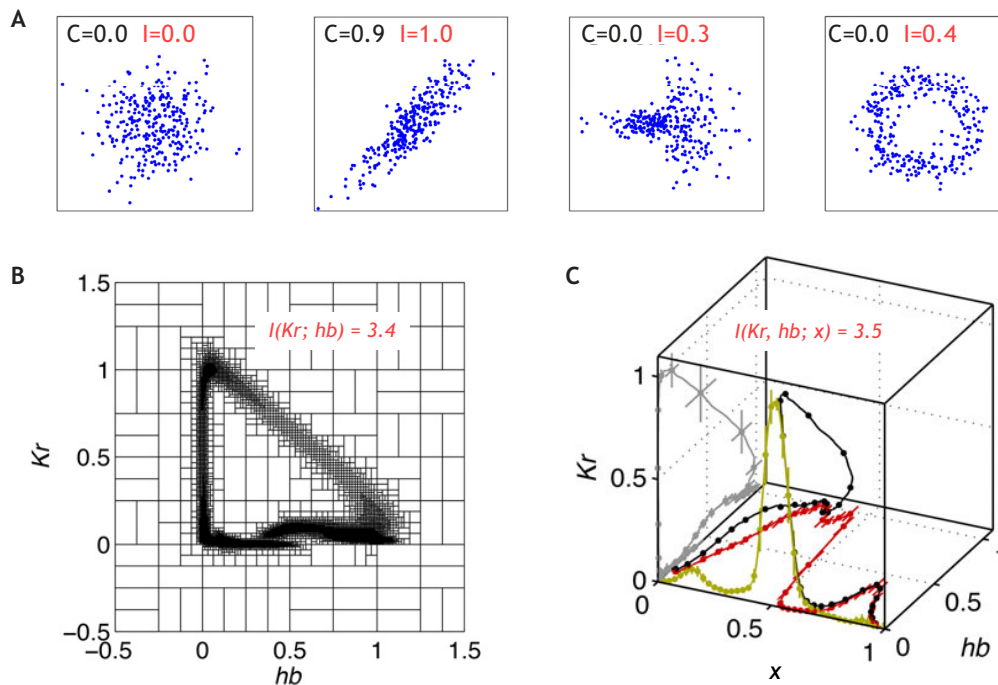 A
C=0.0 I=0.0
C=0.9 I=1.0
C=0.0 I=0.3
C=0.0 I=0.4
B
1.5
1
0.5
0
−0.5
Kr
I(Kr; hb) = 3.4
−0.5 0 0.5 1 1.5
hb
C
I(Kr, hb; x) = 3.5
1
0.5
0
Kr
0 0.5 1
x
0 0.5
hb